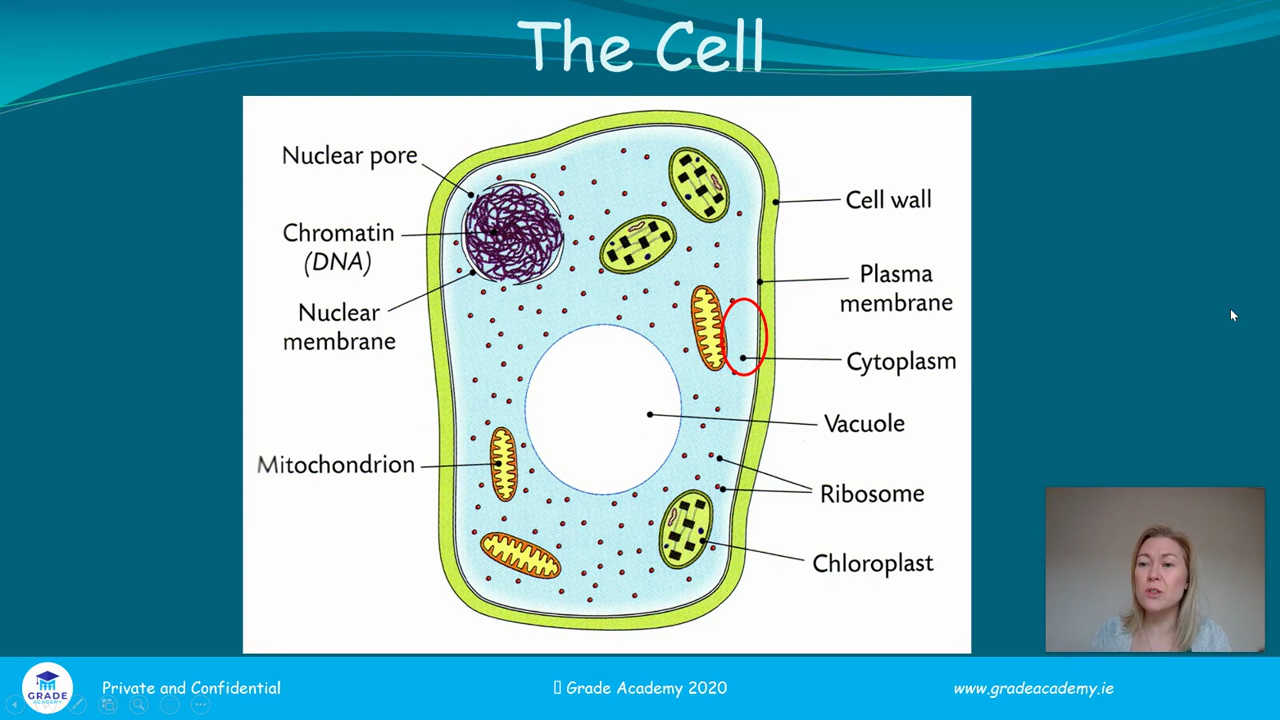 The Cell
Nuclear pore
Chromatin
(DNA)
Nuclear
membrane
Mitochondrion
Cell wall
Plasma
membrane
Cytoplasm
Vacuole
Ribosome
Chloroplast
GRADE
ACADEMY
Private and Confidential
Grade Academy 2020
www.gradeacademy.ie